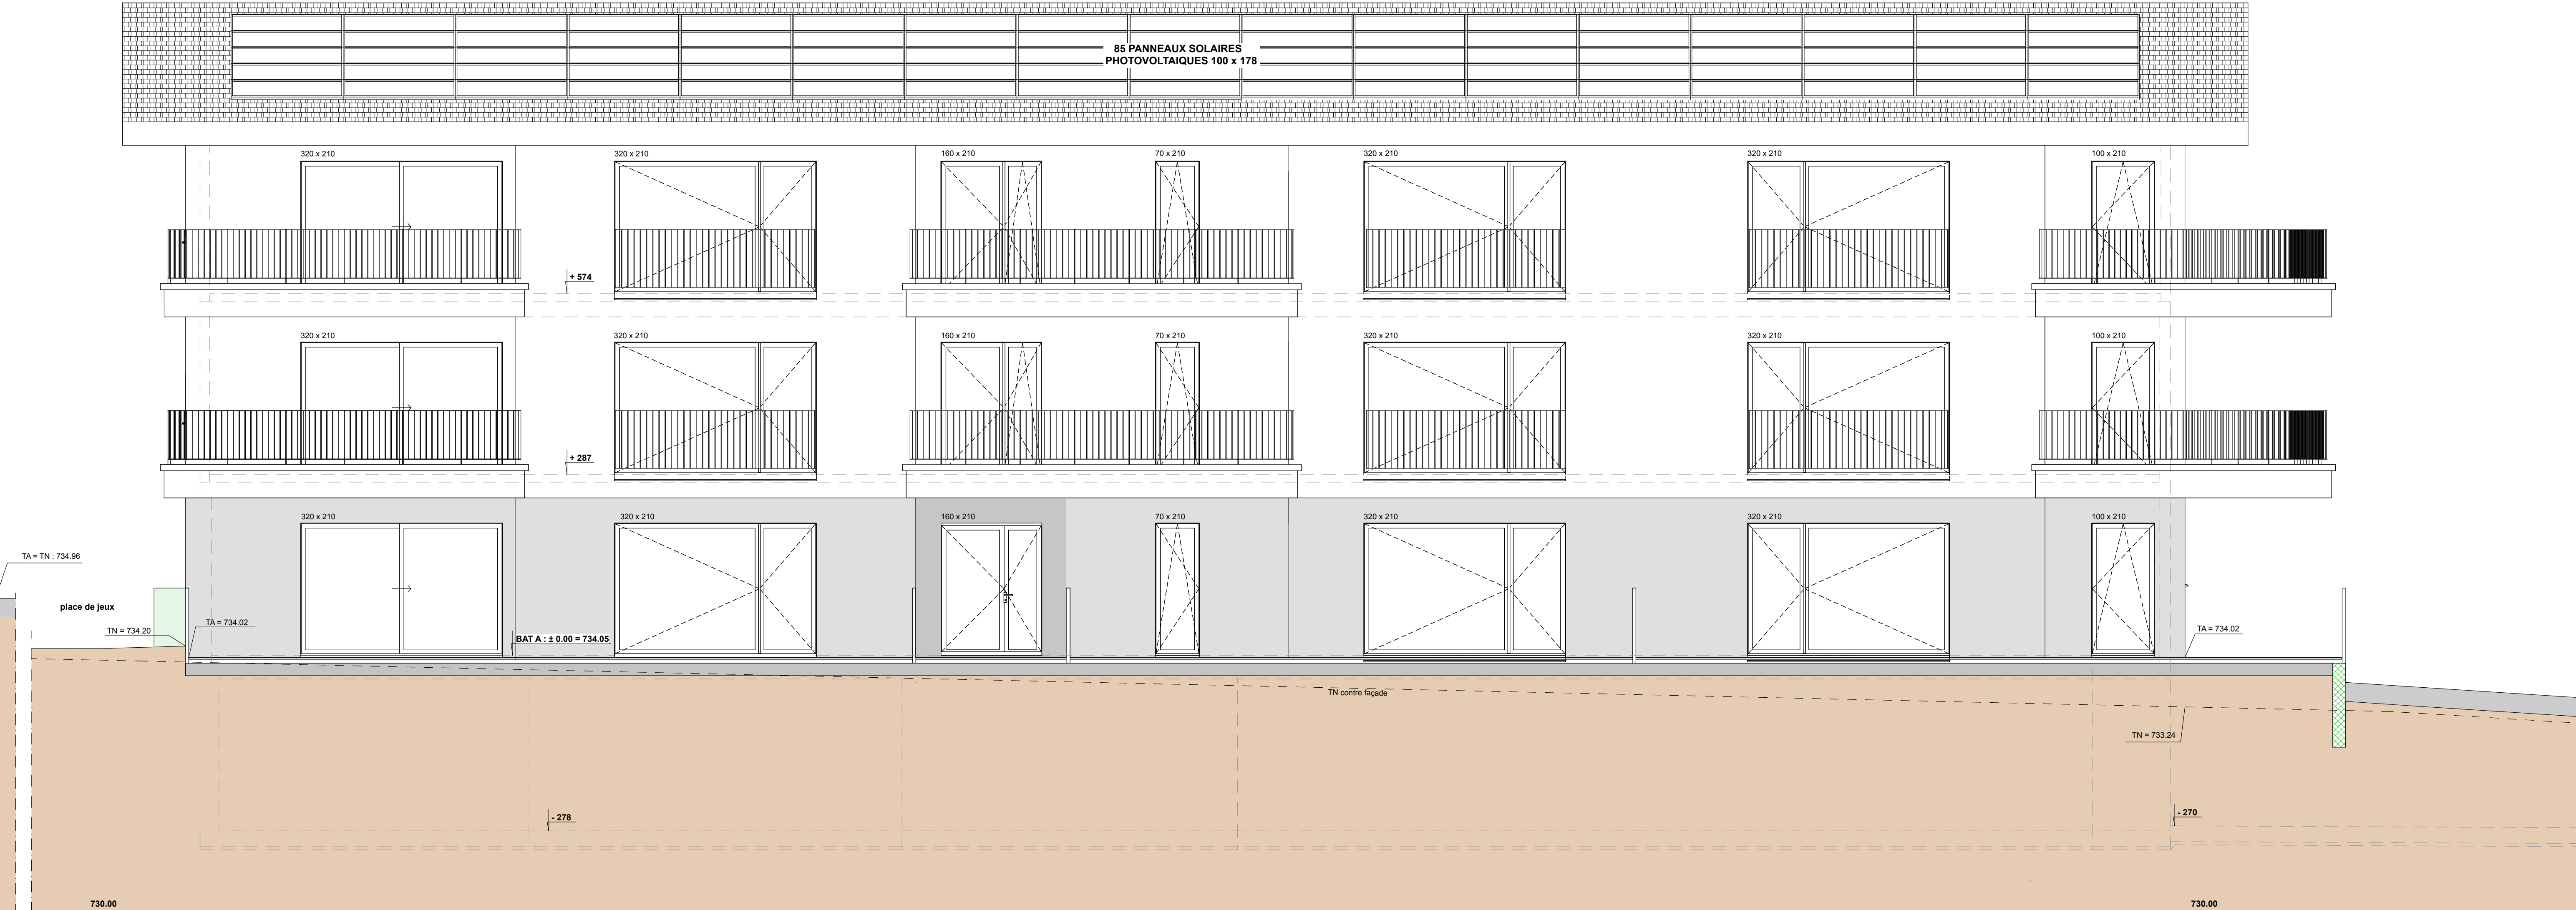 85 PANNEAUX SOLAIRES
PHOTOVOLTAIQUES 100 x 178
320 x 210
320 x 210
160 x 210
70 x 210
320 x 210
320 x 210
100 x 210
+ 574
320 x 210
320 x 210
160 x 210
70 x 210
320 x 210
320 x 210
100 x 210
+ 287
320 x 210
320 x 210
160 x 210
70 x 210
320 x 210
320 x 210
100 x 210
TA = TN : 734.96
place de jeux
TN = 734.20
TA = 734.02
BAT A : ± 0.00 = 734.05
TA = 734.02
TN contre façade
TN = 733.24
- 278
- 270
730.00
730.00